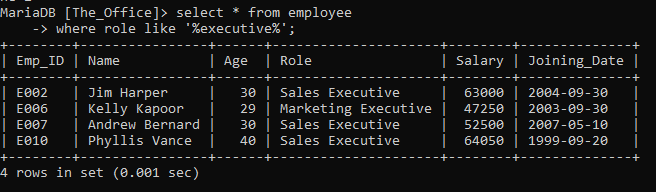 MariaDB [The_Office]> select * from employee
    -> where role like '%executive%';
+--------+----------------+------+---------------------+--------+--------------+
| Emp_ID | Name           | Age  | Role                | Salary | Joining_Date |
+--------+----------------+------+---------------------+--------+--------------+
| E002   | Jim Harper     |   30 | Sales Executive     |  63000 | 2004-09-30   |
| E006   | Kelly Kapoor   |   29 | Marketing Executive |  47250 | 2003-09-30   |
| E007   | Andrew Bernard |   30 | Sales Executive     |  52500 | 2007-05-10   |
| E010   | Phyllis Vance  |   40 | Sales Executive     |  64050 | 1999-09-20   |
+--------+----------------+------+---------------------+--------+--------------+
4 rows in set (0.001 sec)